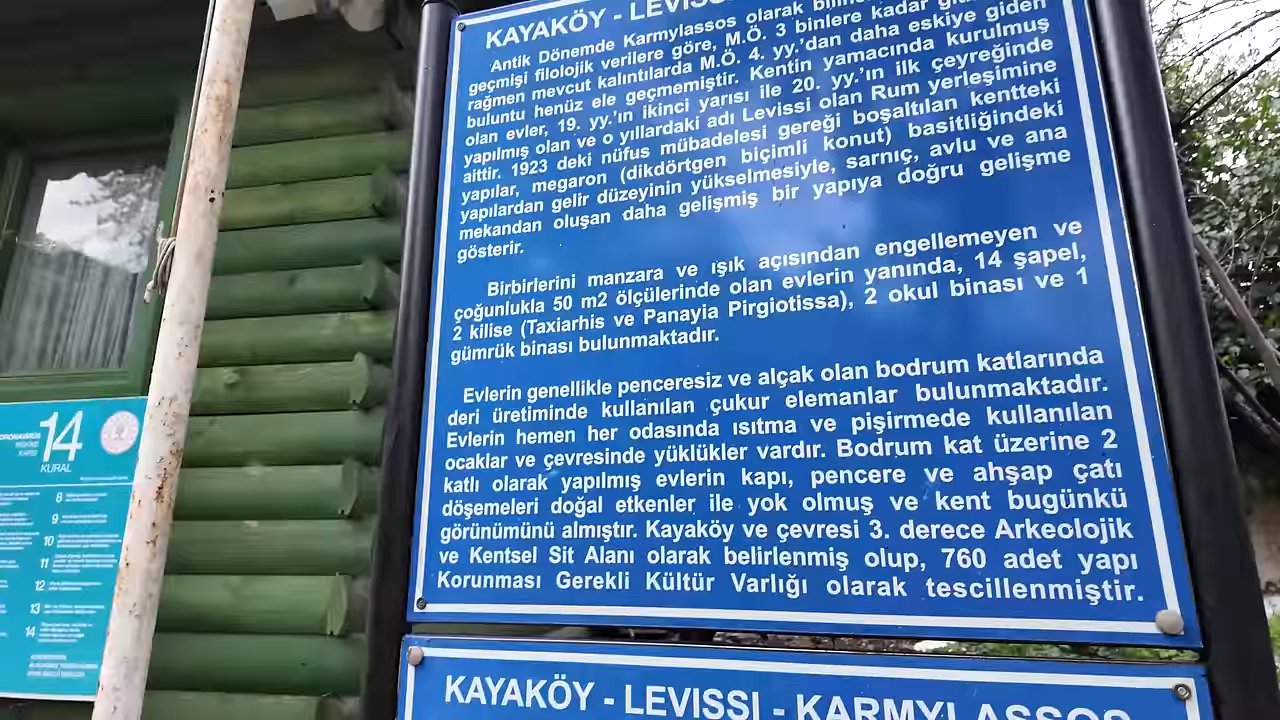 KAYAKÖY - LEVISSI
Antik Dönemde Karmylassos olarak
geçmişi filolojik verilere göre, M.Ö. 3 binlere kadar
rağmen mevcut kalıntılarda M.Ö. 4. yy.'dan daha eskiye giden
buluntu henüz ele geçmemiştir. Kentin yamacında kurulmuş
olan evler, 19. yy.'ın ikinci yarısı ile 20. yy.'ın ilk çeyreğinde
yapılmış olan ve o yıllardaki adı Levissi olan Rum yerleşimine
aittir. 1923 deki nüfus mübadelesi gereği boşaltılan kentteki
yapılar, megaron (dikdörtgen biçimli konut) basitliğindeki
yapılardan gelir düzeyinin yükselmesiyle, sarnıç, avlu ve ana
mekandan oluşan daha gelişmiş bir yapıya doğru gelişme
gösterir.
Birbirlerini manzara ve ışık açısından engellemeyen ve
çoğunlukla 50 m2 ölçülerinde olan evlerin yanında, 14 şapel,
2 kilise (Taxiarhis ve Panayia Pirgiotissa), 2 okul binası ve 1
gümrük binası bulunmaktadır.
Evlerin genellikle penceresiz ve alçak olan bodrum katlarında
deri üretiminde kullanılan çukur elemanlar bulunmaktadır.
Evlerin hemen her odasında ısıtma ve pişirmede kullanılan
ocaklar ve çevresinde yüklükler vardır. Bodrum kat üzerine 2
katlı olarak yapılmış evlerin kapı, pencere ve ahşap çatı
döşemeleri doğal etkenler ile yok olmuş ve kent bugünkü
görünümünü almıştır. Kayaköy ve çevresi 3. derece Arkeolojik
ve Kentsel Sit Alanı olarak belirlenmiş olup, 760 adet yapı
Korunması Gerekli Kültür Varlığı olarak tescillenmiştir.
KAYAKÖY - LEVISSI - KARMYLASSOS
14
KURAL
8
9
10
11
12
13
14